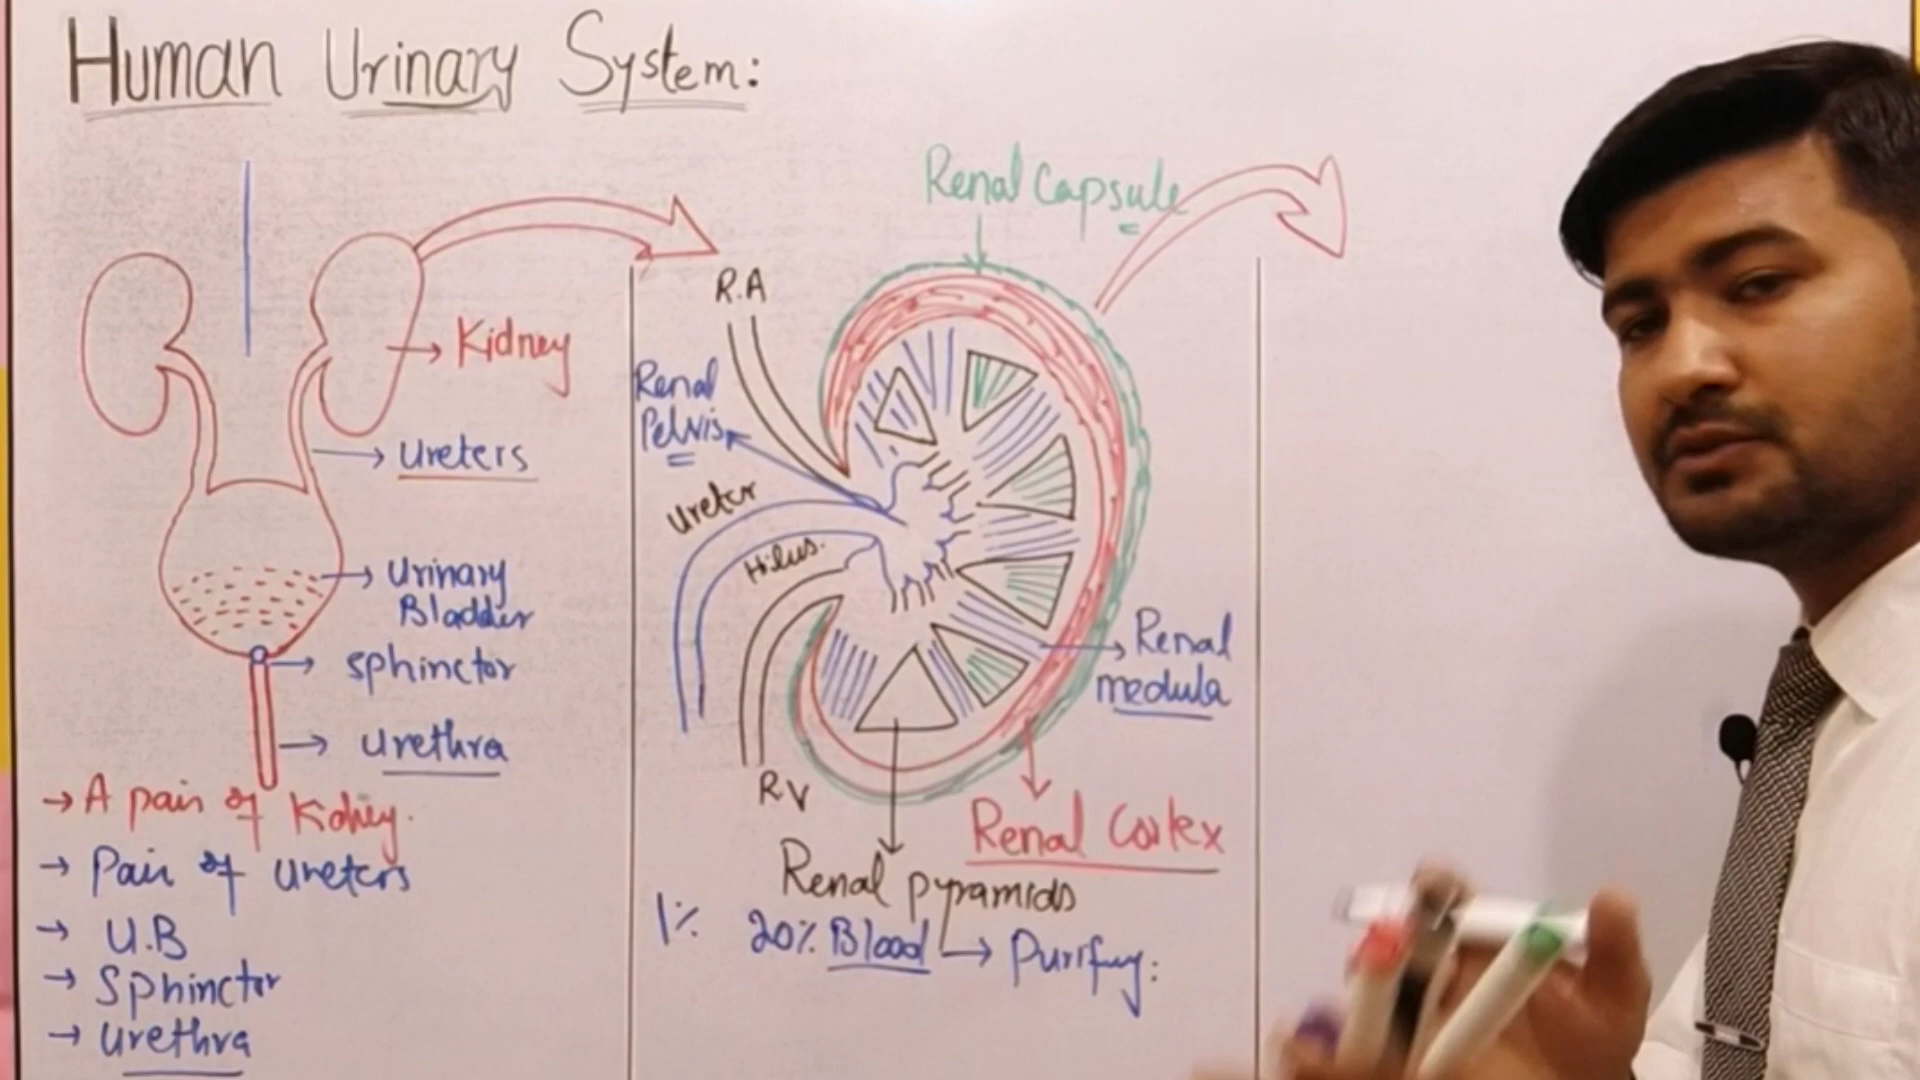 Human Urinary System:
Kidney
Ureters
Urinary
Bladder
Sphinctor
Urethra
→ A pair of Kidney.
→ Pair of Ureters
→ U.B
→ Sphinctor
→ Urethra
Renal Capsule
R.A
Renal
Pelvis
Ureter
Hilus.
RV
Renal
medula
Renal Cortex
Renal pyramids
1% 20% Blood → Purify: